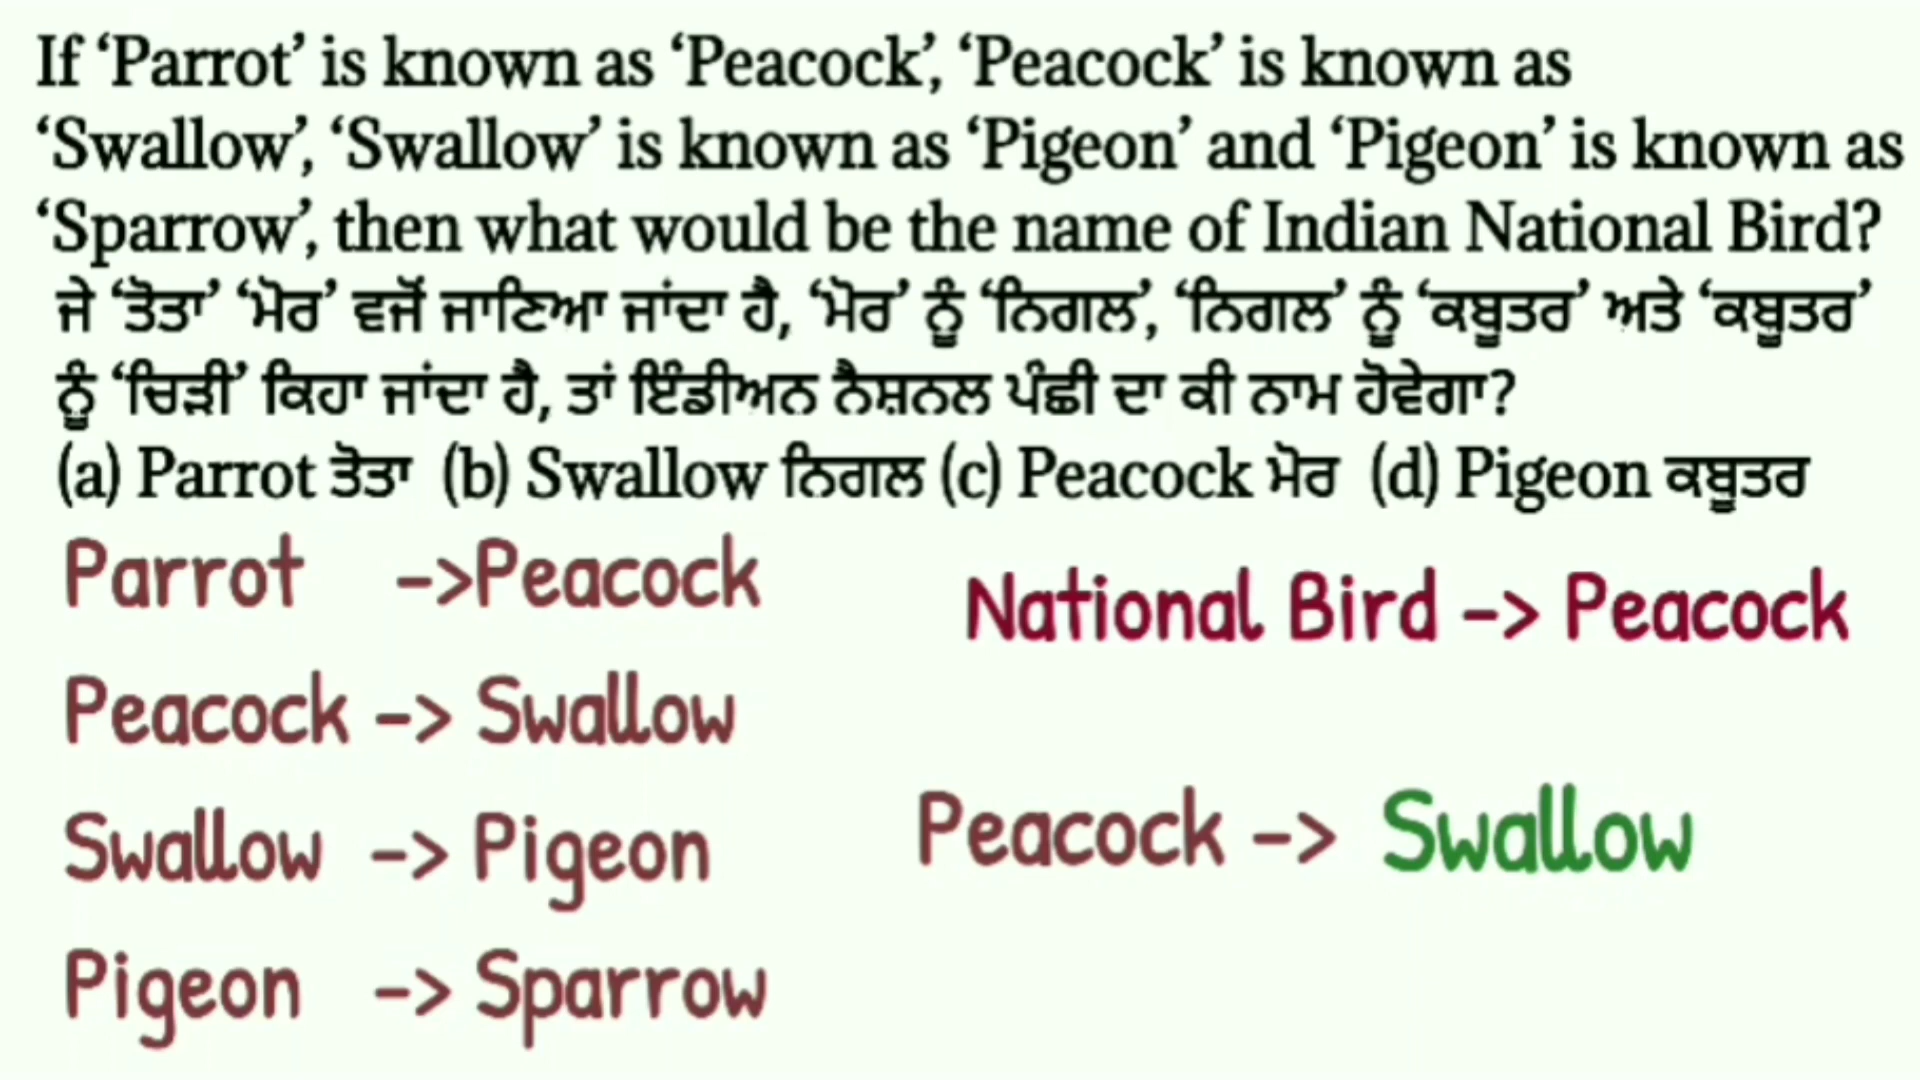 If ‘Parrot’ is known as ‘Peacock’, ‘Peacock’ is known as
‘Swallow’, ‘Swallow’ is known as ‘Pigeon’ and ‘Pigeon’ is known as
‘Sparrow’, then what would be the name of Indian National Bird?
ਜੇ ‘ਤੋਤਾ’ ‘ਮੋਰ’ ਵਜੋਂ ਜਾਣਿਆ ਜਾਂਦਾ ਹੈ, ‘ਮੋਰ’ ਨੂੰ ‘ਨਿਗਲ’, ‘ਨਿਗਲ’ ਨੂੰ ‘ਕਬੂਤਰ’ ਅਤੇ ‘ਕਬੂਤਰ’
ਨੂੰ ‘ਚਿੜੀ’ ਕਿਹਾ ਜਾਂਦਾ ਹੈ, ਤਾਂ ਇੰਡੀਅਨ ਨੈਸ਼ਨਲ ਪੰਛੀ ਦਾ ਕੀ ਨਾਮ ਹੋਵੇਗਾ?
(a) Parrot ਤੋਤਾ (b) Swallow ਨਿਗਲ (c) Peacock ਮੋਰ (d) Pigeon ਕਬੂਤਰ
Parrot ->Peacock
Peacock -> Swallow
Swallow -> Pigeon
Pigeon -> Sparrow
National Bird -> Peacock
Peacock -> Swallow